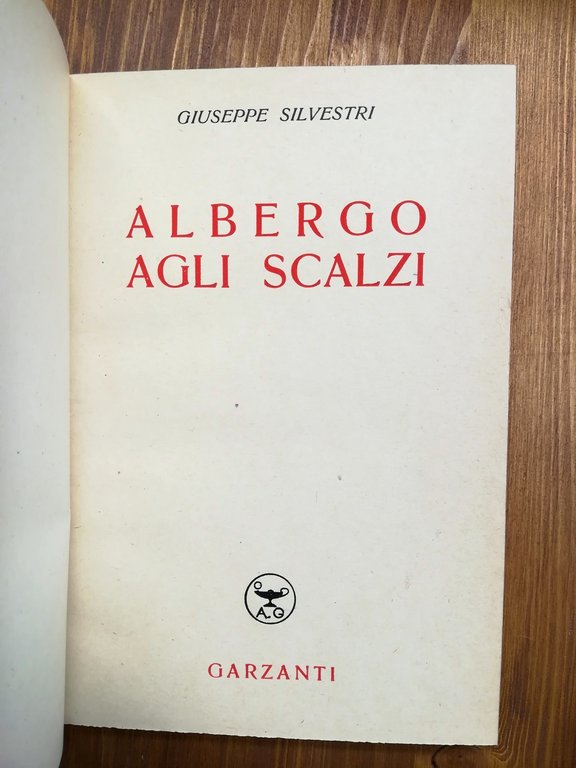 GIUSEPPE SILVESTRI
ALBERGO
AGLI SCALZI
A.G
GARZANTI